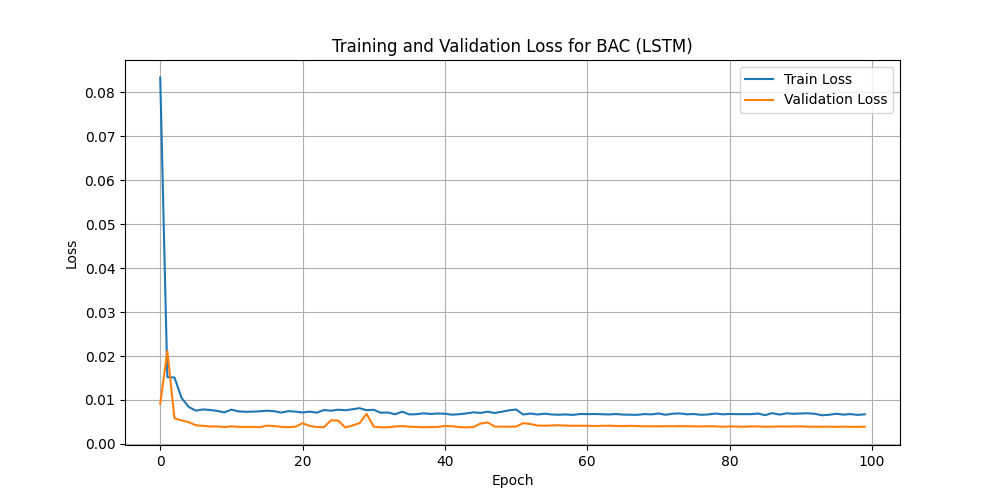 Training and Validation Loss for BAC (LSTM)
Train Loss
Validation Loss
0.08
0.07
0.06
0.05
0.04
0.03
0.02
0.01
0.00
Loss
0 20 40 60 80 100
Epoch